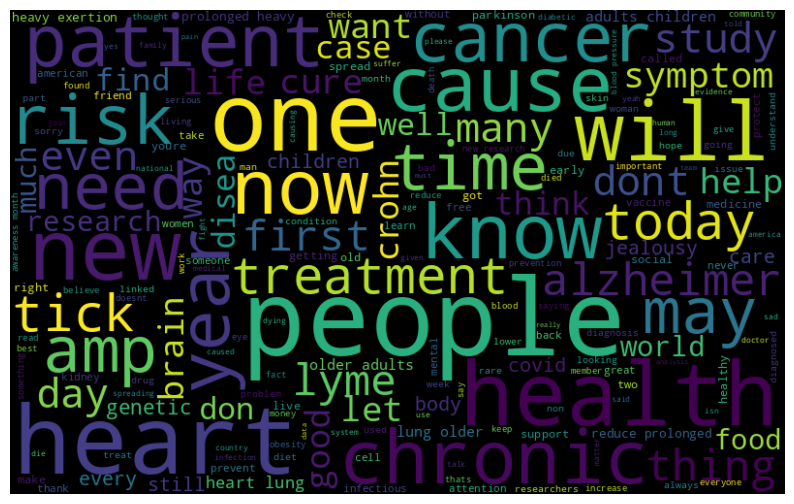 heavy exertion
thought
prolonged heavy
check
without
parkinson
diabetic
adults children
community
told
yes
family
pain
patient
want
cancer
study
please
called
american
find
life
cure
case
spread
suffer
cause
blood pressure
symptom
found
friend
month
death
skin
yeah
evidence
protect
understand
part
serious
living
risk
one
well
many
will
woman
join
causing
sorry
youre
take
human
long
give
hope
going
even
man
children
new research
time
due
important
died
team
much
need
way
disea
now
bad
must
crohn
early
issue
dont
help
national
research
women
condition
reduce
free
vaccine
medicine
america
awareness month
fight
first
age
given
learn
think
know
today
new
year
someone
medical
getting
old
prevention
jealousy
social
never
care
right
believe
linked
work
treatment
alzheimer
tick
doesnt
dying
people
blood
saying
may
sad
read
best
spreading
caused
eye
lower
really
diagnosis
doctor
amp
brain
older adults
back
looking
world
fact
mental
covid
member
great
analysis
diagnosed
something
kidney
drug
problem
lyme
week
say
rare
two
healthy
day
genetic
don
live
money
let
body
use
non
said
isn
health
heart
die
treat
country
infection
obesity
diet
prevent
data
system
good
used
keep
lung older
support
reduce prolonged
food
chronic
thing
make
thank
every
still
heart lung
cell
thats
talk
matter
infectious
attention
researchers
increase
always
everyone